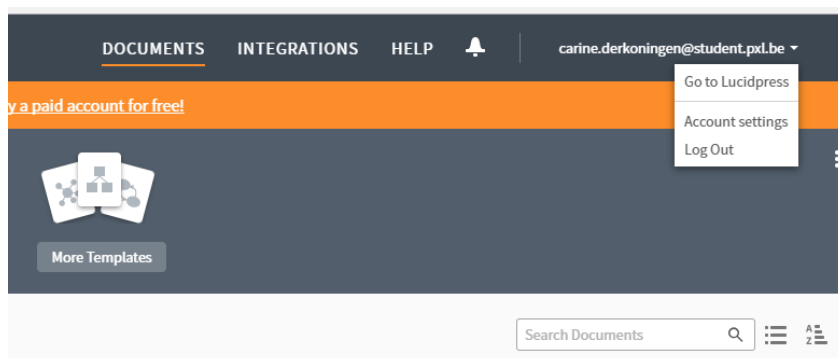 DOCUMENTS INTEGRATIONS HELP carine.derkoningen@student.pxl.be
Go to Lucidpress
y a paid account for free!
Account settings
Log Out
More Templates
Search Documents
A
Z